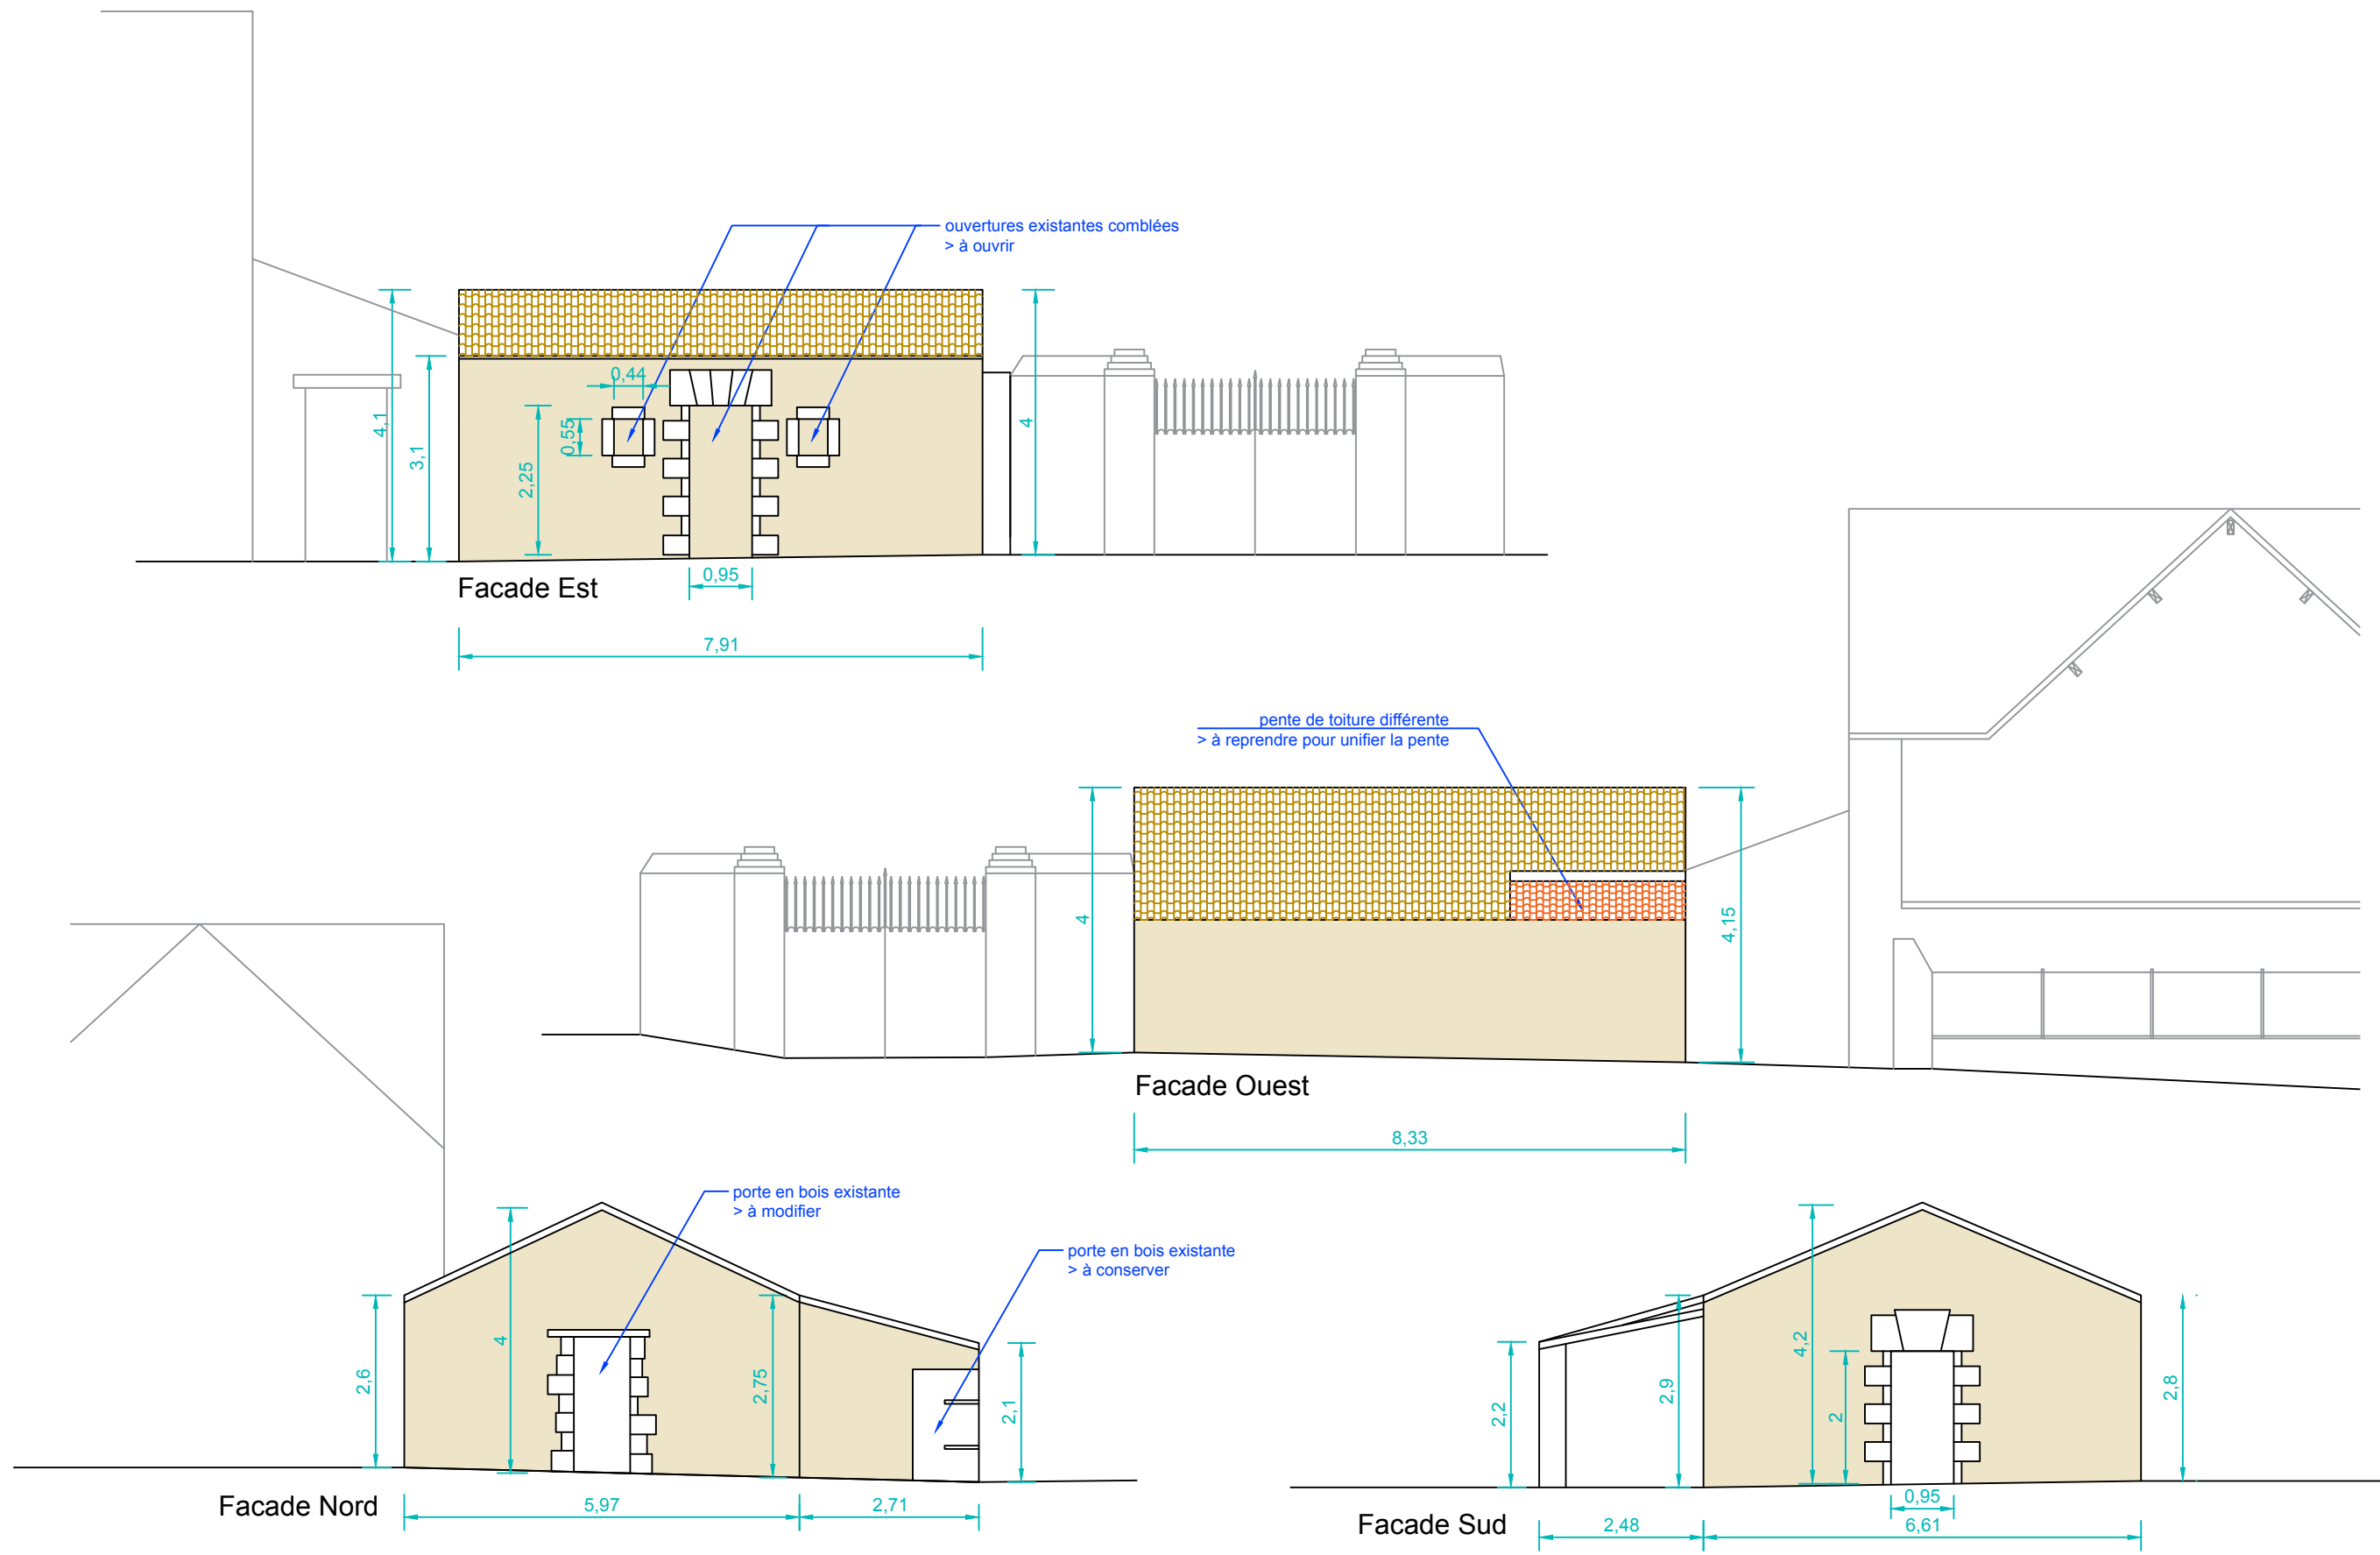 ouvertures existantes comblées
> à ouvrir
0,44
4,1
3,1
0,55
2,25
4
0,95
Facade Est
7,91
pente de toiture différente
> à reprendre pour unifier la pente
4
4,15
Facade Ouest
8,33
porte en bois existante
> à modifier
porte en bois existante
> à conserver
2,6
4
2,75
2,1
Facade Nord
5,97
2,71
2,2
2,9
4,2
2
2,8
0,95
Facade Sud
2,48
6,61